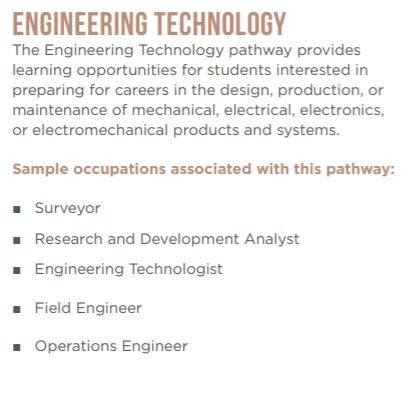 ENGINEERING TECHNOLOGY
The Engineering Technology pathway provides
learning opportunities for students interested in
preparing for careers in the design, production, or
maintenance of mechanical, electrical, electronics,
or electromechanical products and systems.
Sample occupations associated with this pathway:
■ Surveyor
■ Research and Development Analyst
■ Engineering Technologist
■ Field Engineer
■ Operations Engineer